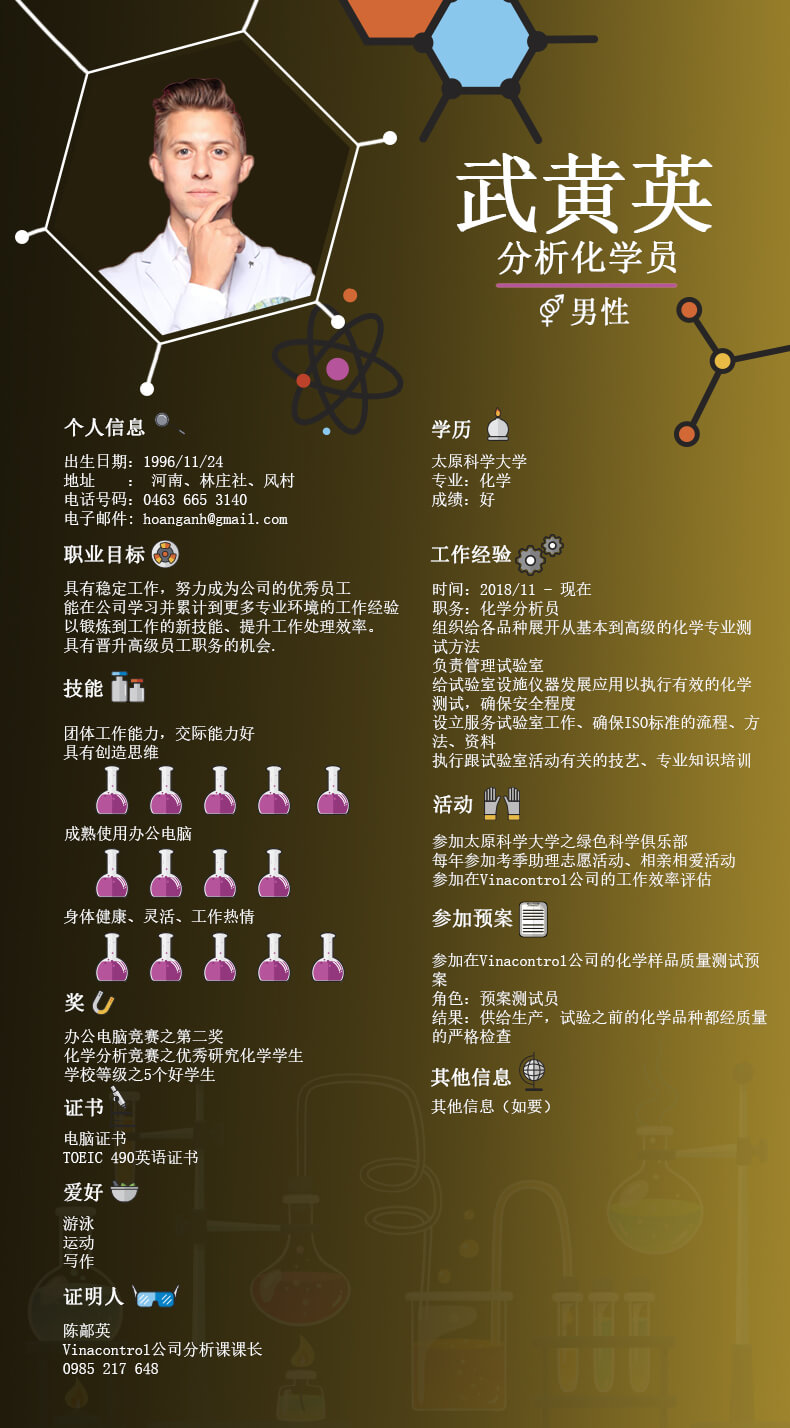 武黄英
分析化学员
男性
个人信息
出生日期：1996/11/24
地址　　： 河南、林庄社、风村
电话号码：0463 665 3140
电子邮件：hoanganh@gmail.com
职业目标
具有稳定工作，努力成为公司的优秀员工
能在公司学习并累计到更多专业环境的工作经验
以锻炼到工作的新技能、提升工作处理效率。
具有晋升高级员工职务的机会.
技能
团体工作能力，交际能力好
具有创造思维
成熟使用办公电脑
身体健康、灵活、工作热情
奖
办公电脑竞赛之第二奖
化学分析竞赛之优秀研究化学学生
学校等级之5个好学生
证书
电脑证书
TOEIC 490英语证书
爱好
游泳
运动
写作
证明人
陈鄅英
Vinacontrol公司分析课课长
0985 217 648
学历
太原科学大学
专业：化学
成绩：好
工作经验
时间：2018/11 - 现在
职务：化学分析员
组织给各品种展开从基本到高级的化学专业测
试方法
负责管理试验室
给试验室设施仪器发展应用以执行有效的化学
测试，确保安全程度
设立服务试验室工作、确保ISO标准的流程、方
法、资料
执行跟试验室活动有关的技艺、专业知识培训
活动
参加太原科学大学之绿色科学俱乐部
每年参加考季助理志愿活动、相亲相爱活动
参加在Vinacontrol公司的工作效率评估
参加预案
参加在Vinacontrol公司的化学样品质量测试预
案
角色：预案测试员
结果：供给生产，试验之前的化学品种都经质量
的严格检查
其他信息
其他信息（如要）